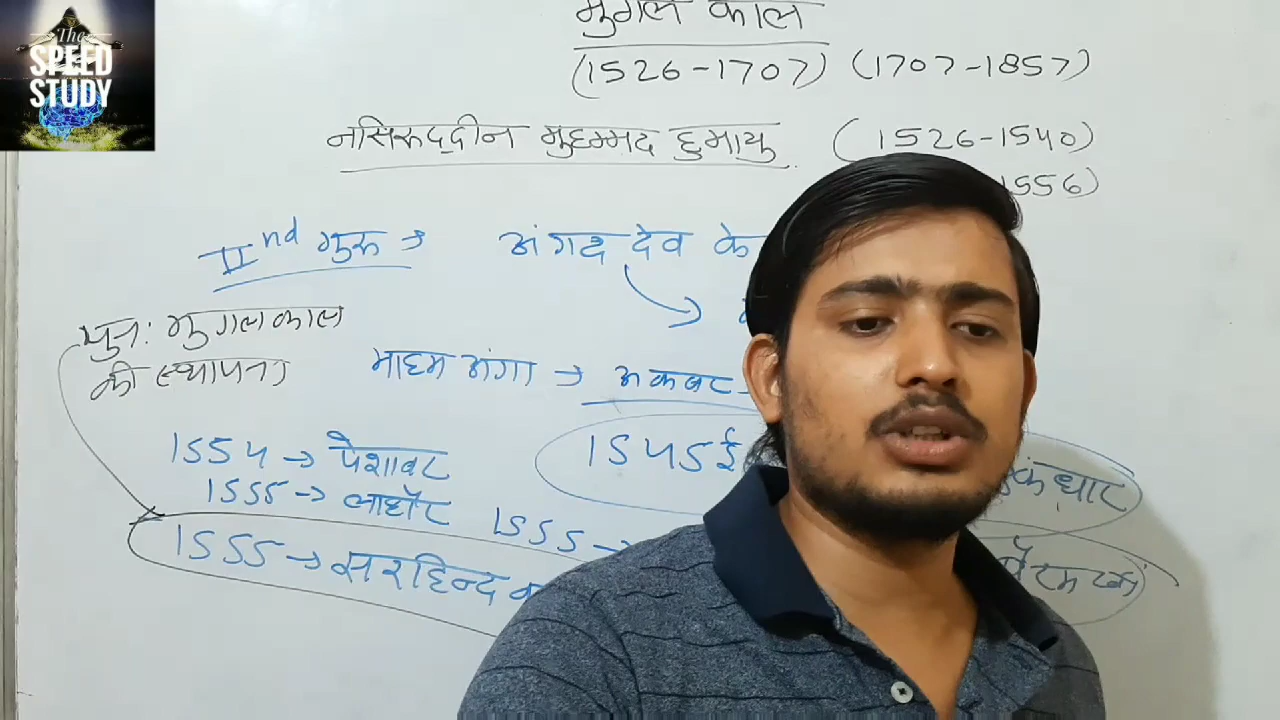 The
SPEED
STUDY
मुगल काल
(1526-1707) (1707-1857)
नसिरूद्दीन मुहम्मद हुमायु (1526-1540)
1556)
IInd गुरु → अंगद देव के
पुनः मुगल काल
की स्थापना
माहम अंगा → अकबर
1545ई
कंधार
1554 → पेशावर
1555 → लाहौर
1555 →
1555 → सरहिन्द